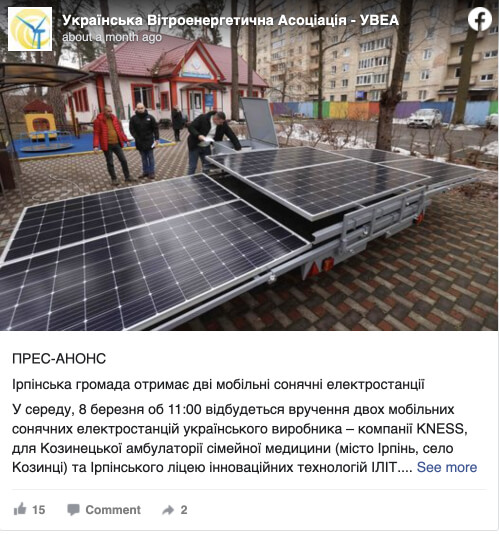 Українська Вітроенергетична Асоціація - УВЕА
about a month ago
ПРЕС-АНОНС
Ірпінська громада отримає дві мобільні сонячні електростанції
У середу, 8 березня об 11:00 відбудеться вручення двох мобільних
сонячних електростанцій українського виробника – компанії KNESS,
для Козинецької амбулаторії сімейної медицини (місто Ірпінь, село
Козинці) та Ірпінського ліцею інноваційних технологій ІЛІТ.... See more
15 Comment 2